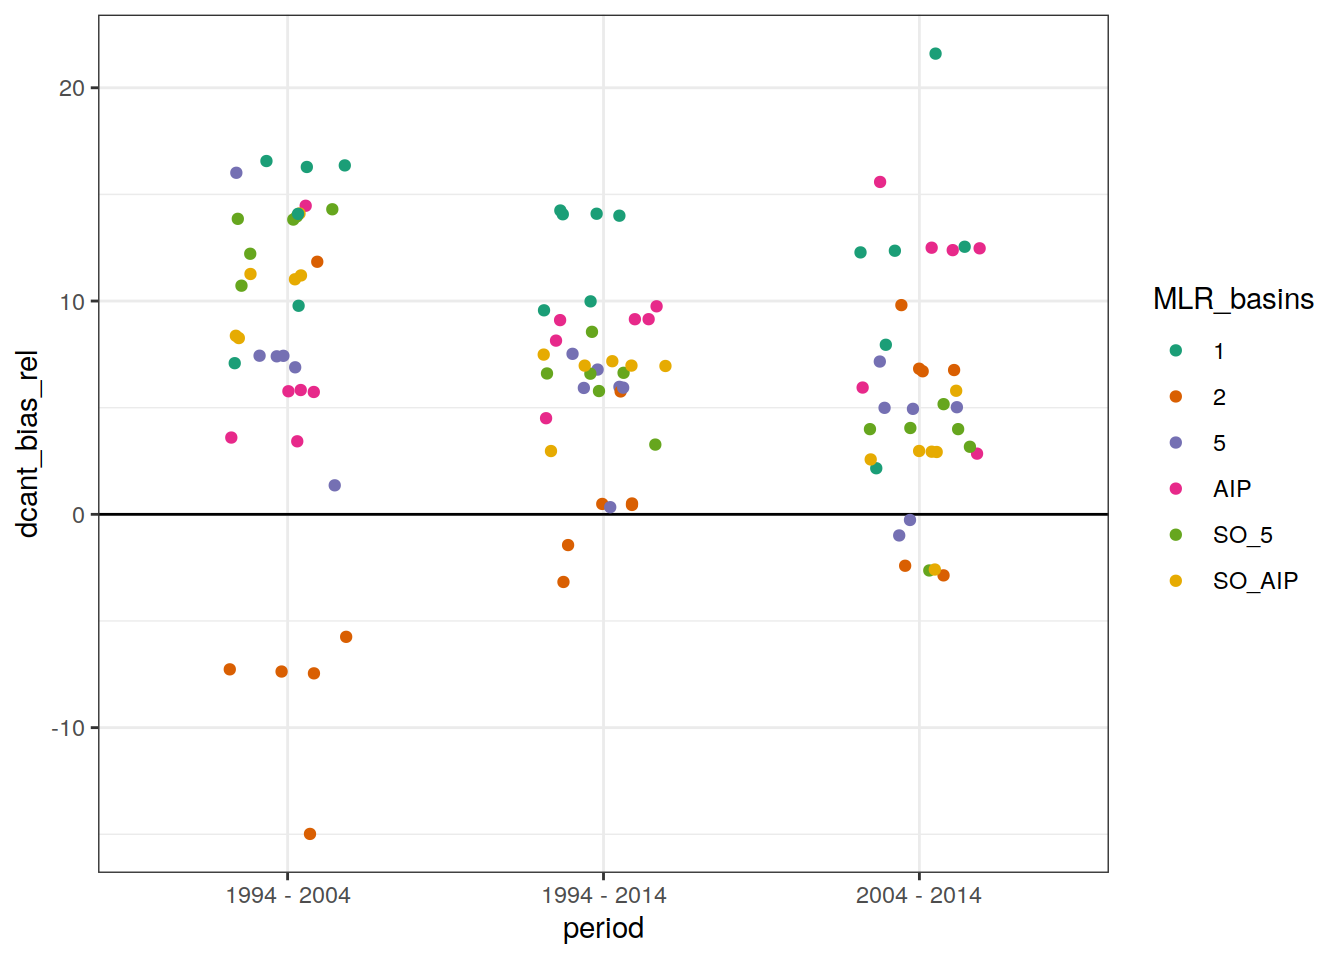 dcant_bias_rel
20
10
0
-10
1994 - 2004
1994 - 2014
2004 - 2014
period
MLR_basins
1
2
5
AIP
SO_5
SO_AIP